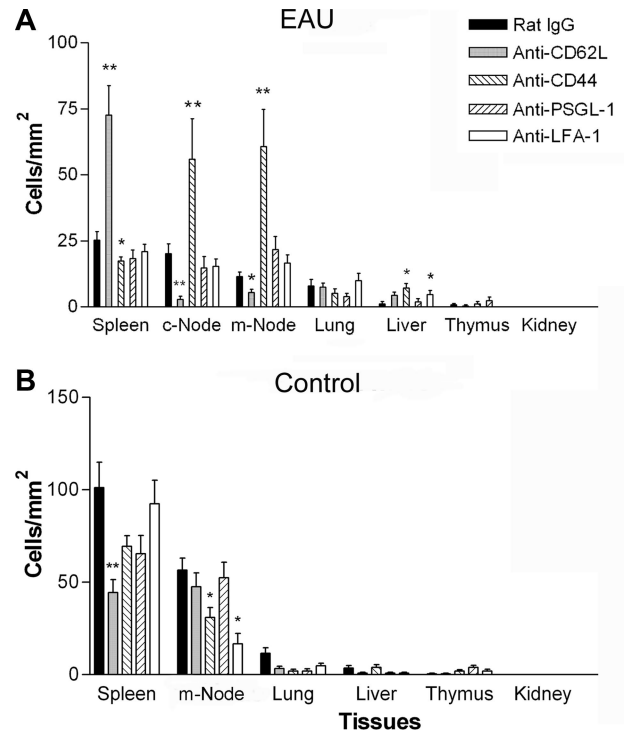 A
EAU
Rat IgG
Anti-CD62L
Anti-CD44
Anti-PSGL-1
Anti-LFA-1
Cells/mm2
100
75
50
25
0
** * ** ** * ** * *
Spleen c-Node m-Node Lung Liver Thymus Kidney
B
Control
Cells/mm2
150
100
50
0
** * *
Spleen m-Node Lung Liver Thymus Kidney
Tissues